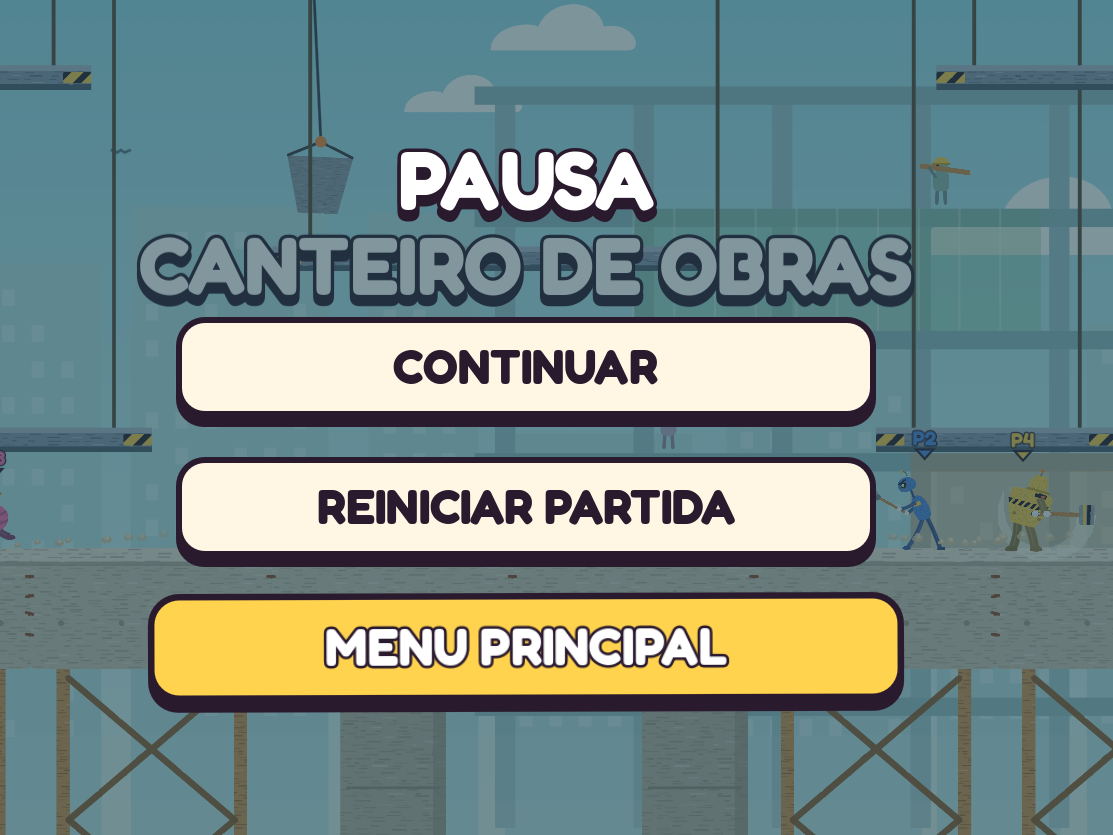 PAUSA
CANTEIRO DE OBRAS
CONTINUAR
P2 P4
REINICIAR PARTIDA
MENU PRINCIPAL